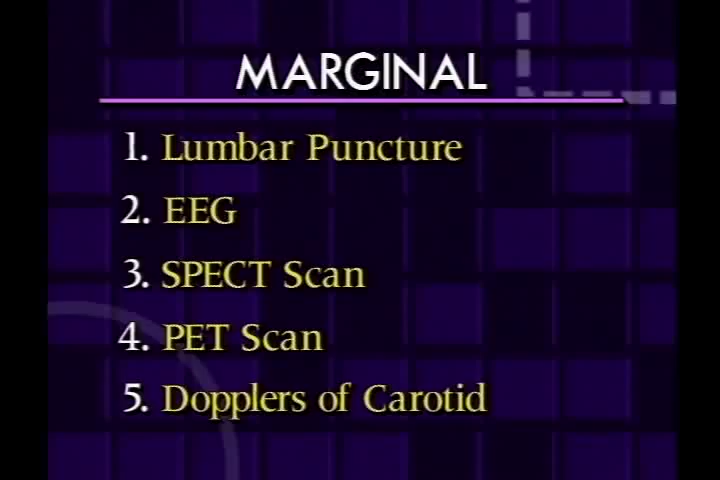 MARGINAL
1. Lumbar Puncture
2. EEG
3. SPECT Scan
4. PET Scan
5. Dopplers of Carotid